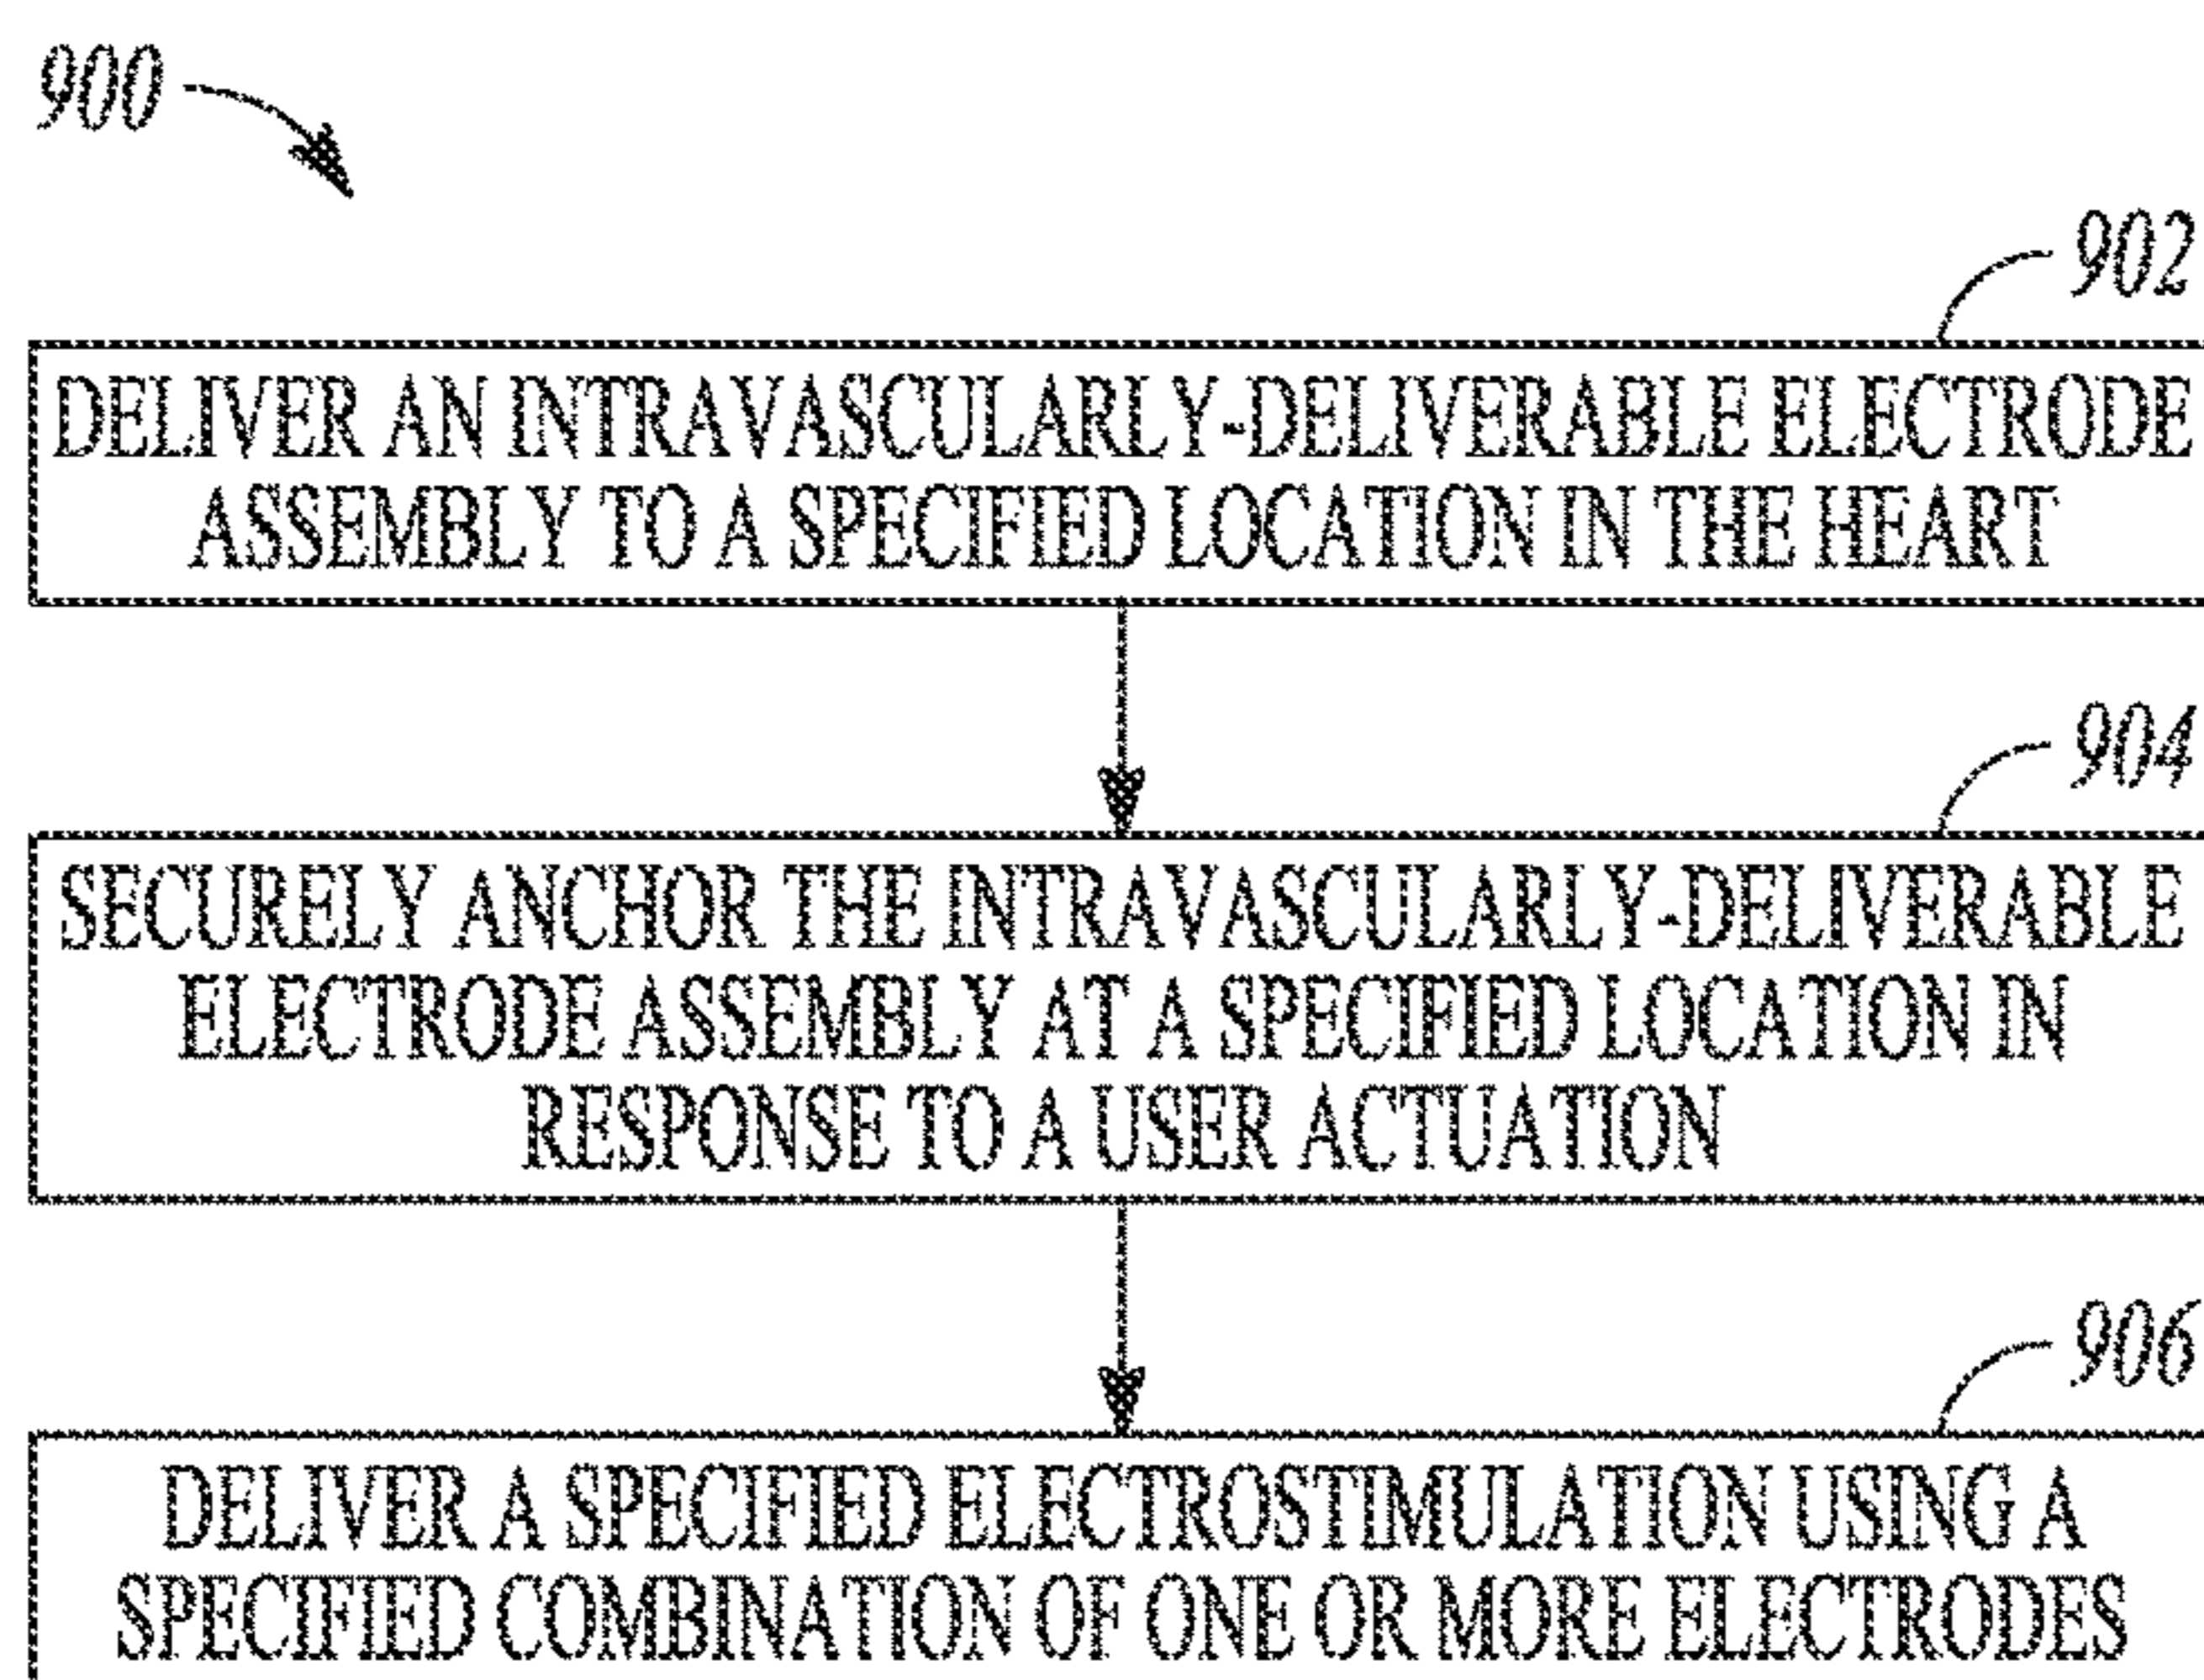 900
902
DELIVER AN INTRAVASCULARLY-DELIVERABLE ELECTRODE
ASSEMBLY TO A SPECIFIED LOCATION IN THE HEART
904
SECURELY ANCHOR THE INTRAVASCULARLY-DELIVERABLE
ELECTRODE ASSEMBLY AT A SPECIFIED LOCATION IN
RESPONSE TO A USER ACTUATION
906
DELIVER A SPECIFIED ELECTROSTIMULATION USING A
SPECIFIED COMBINATION OF ONE OR MORE ELECTRODES